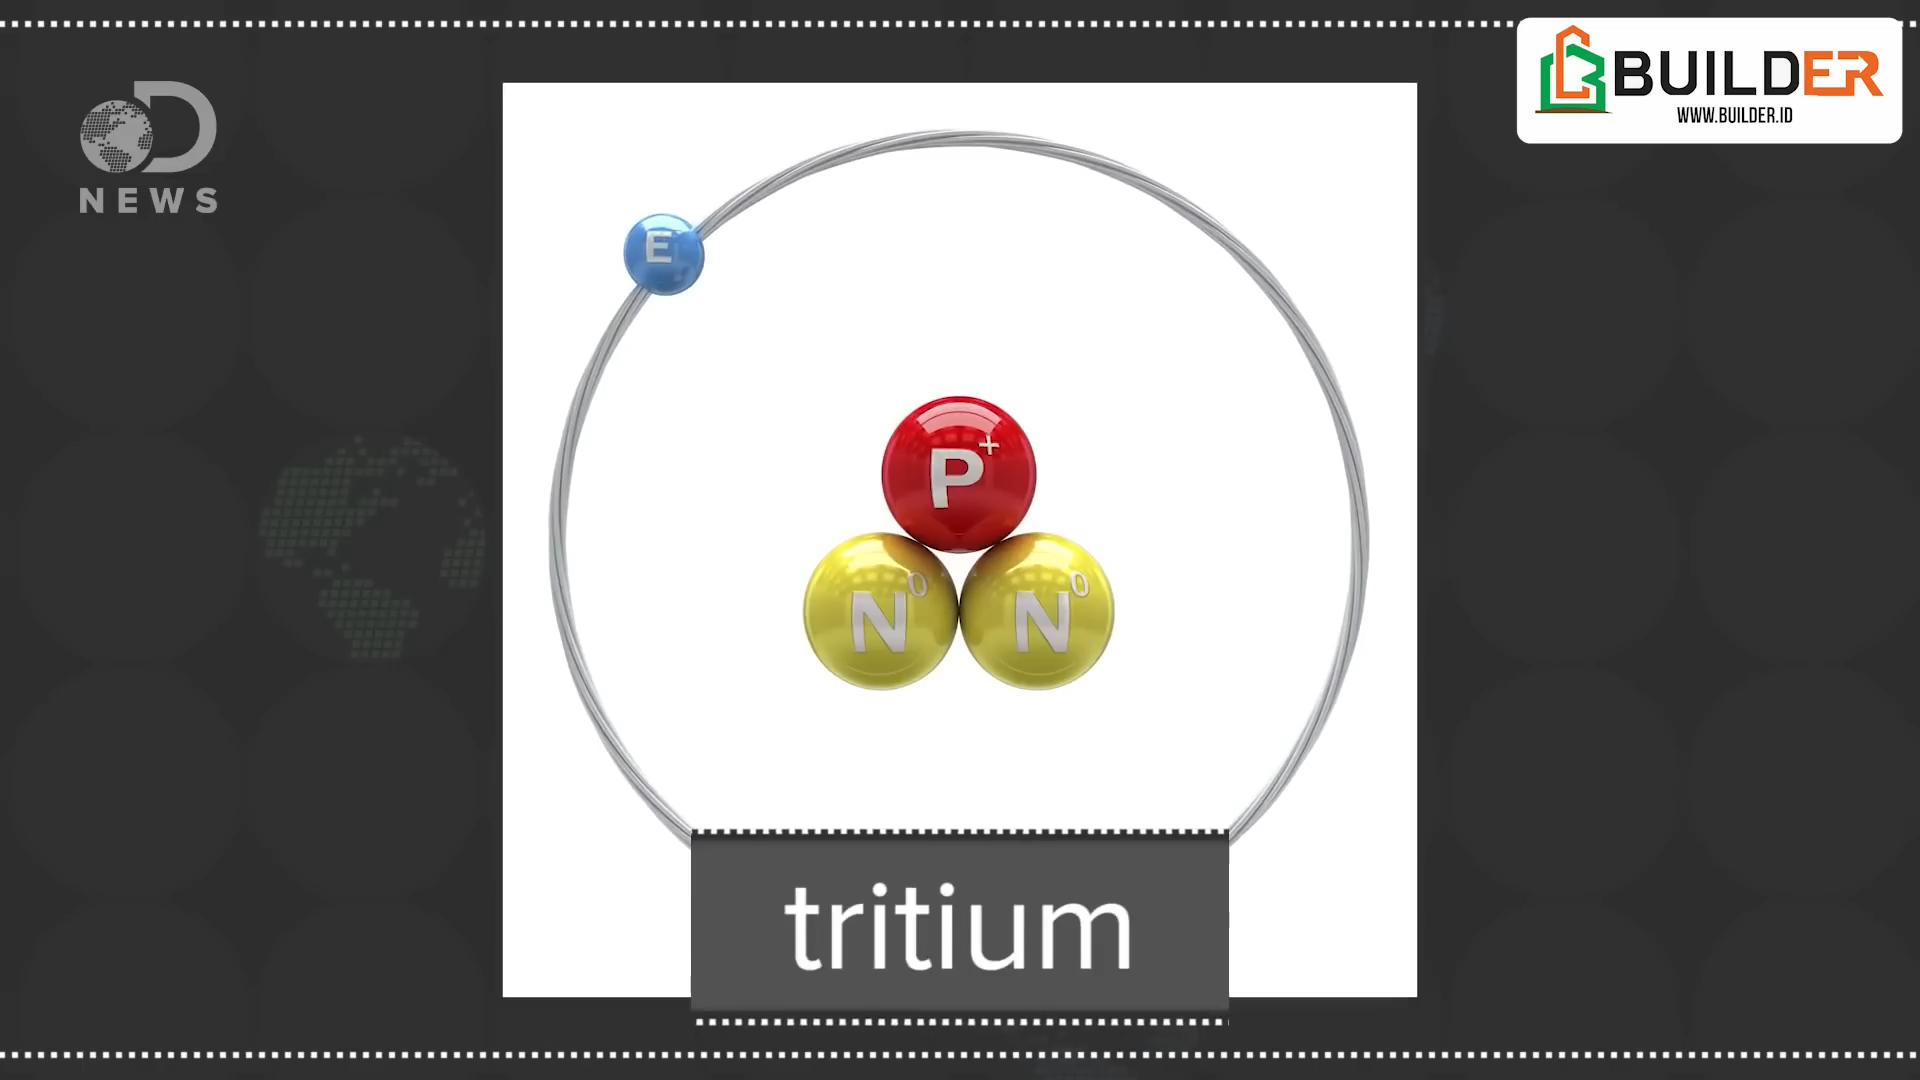 NEWS
BUILDER
WWW.BUILDER.ID
E⁻
P⁺
N⁰ N⁰
tritium